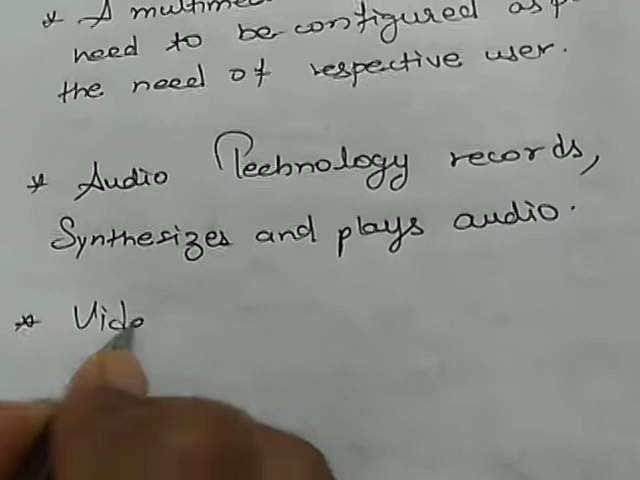 * A
need to be configured as
the need of respective user.
* Audio Technology records,
Synthesizes and plays audio.
* Vido